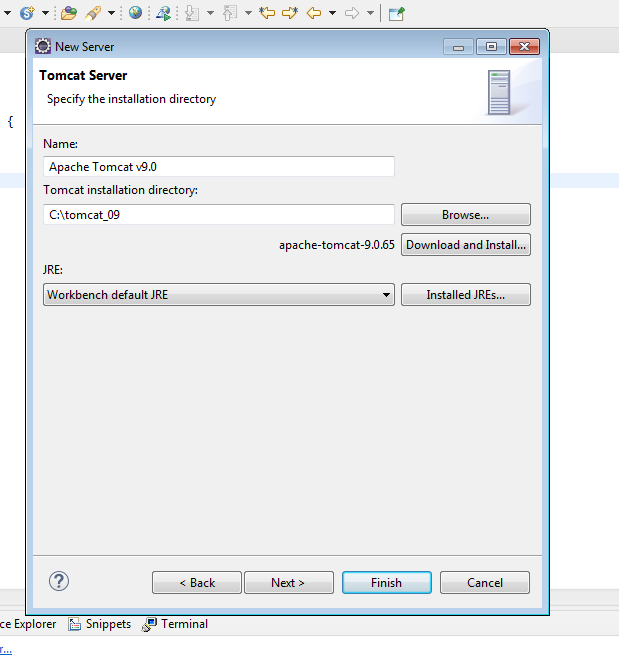 New Server
Tomcat Server
Specify the installation directory
{
Name:
Apache Tomcat v9.0
Tomcat installation directory:
C:\tomcat_09
Browse...
apache-tomcat-9.0.65 Download and Install...
JRE:
Workbench default JRE
Installed JREs...
?
< Back Next > Finish Cancel
ce Explorer Snippets Terminal
r...